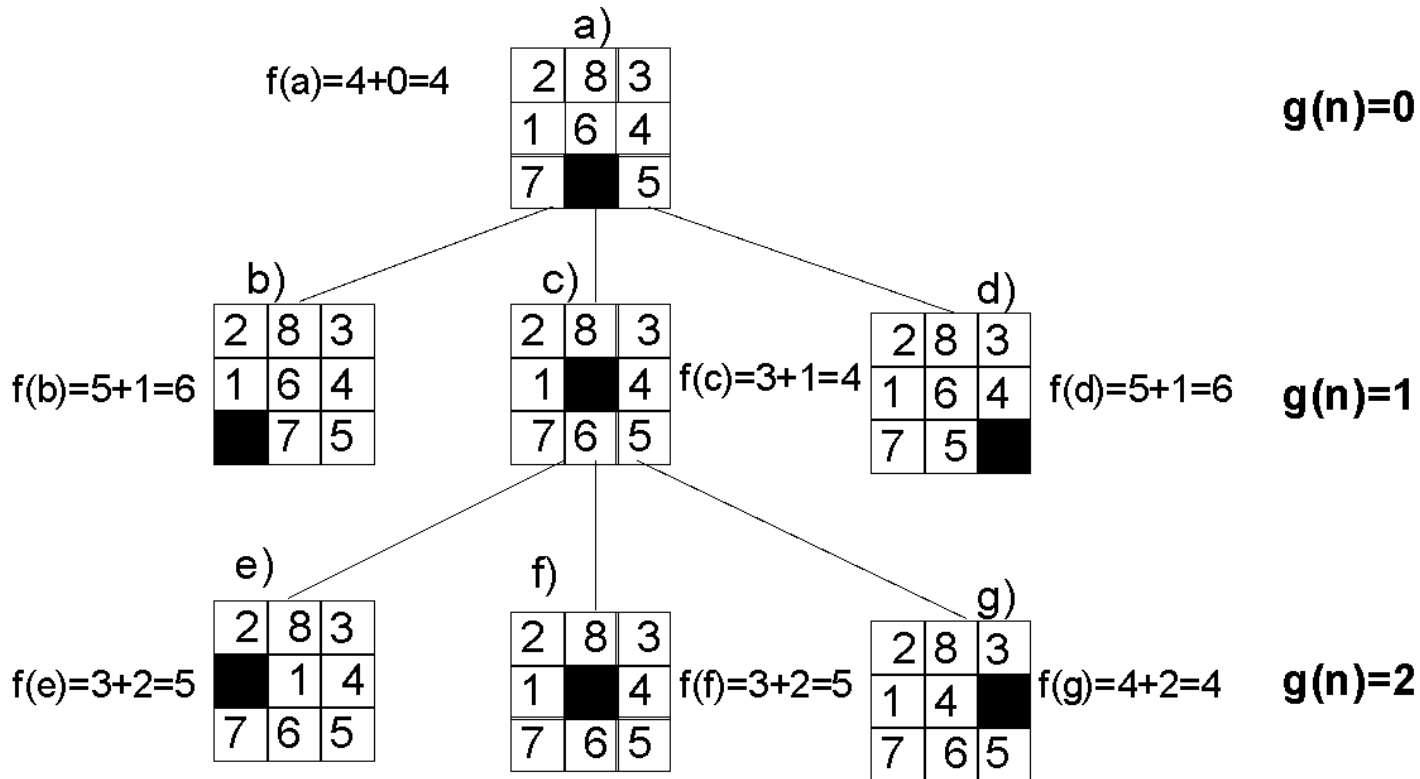 a)
f(a)=4+0=4
2 8 3
1 6 4
7 5
g(n)=0
b)
2 8 3
1 6 4
7 5
f(b)=5+1=6
c)
2 8 3
1 4
7 6 5
f(c)=3+1=4
d)
2 8 3
1 6 4
7 5
f(d)=5+1=6
g(n)=1
e)
2 8 3
1 4
7 6 5
f(e)=3+2=5
f)
2 8 3
1 4
7 6 5
f(f)=3+2=5
g)
2 8 3
1 4
7 6 5
f(g)=4+2=4
g(n)=2